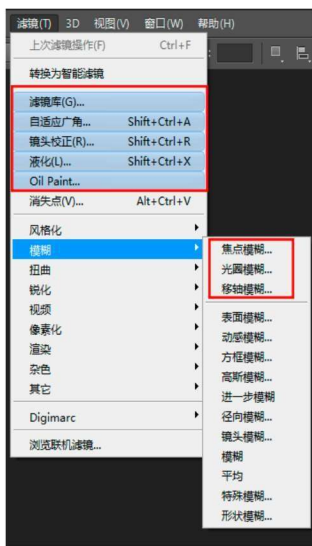 滤镜(T) 3D 视图(V) 窗口(W) 帮助(H)
上次滤镜操作(F) Ctrl+F
转换为智能滤镜
滤镜库(G)...
自适应广角... Shift+Ctrl+A
镜头校正(R)... Shift+Ctrl+R
液化(L)... Shift+Ctrl+X
Oil Paint...
消失点(V)... Alt+Ctrl+V
风格化
模糊
扭曲
锐化
视频
像素化
渲染
杂色
其它
Digimarc
浏览联机滤镜...
焦点模糊...
光圈模糊...
移轴模糊...
表面模糊...
动感模糊...
方框模糊...
高斯模糊...
进一步模糊
径向模糊...
镜头模糊...
模糊
平均
特殊模糊...
形状模糊...